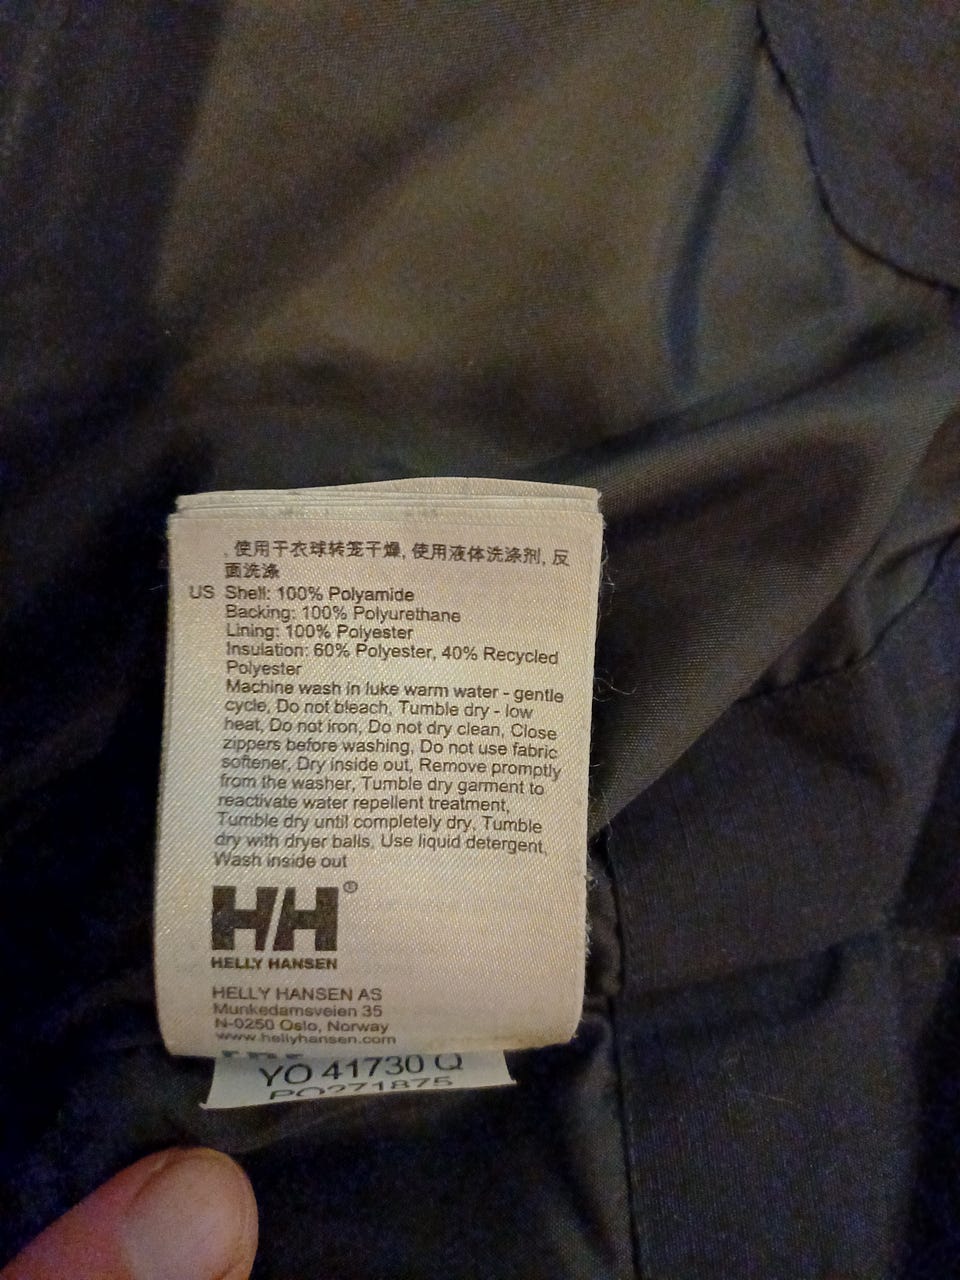 , 使用干衣球转笼干燥, 使用液体洗涤剂, 反
面洗涤
US Shell: 100% Polyamide
Backing: 100% Polyurethane
Lining: 100% Polyester
Insulation: 60% Polyester, 40% Recycled
Polyester
Machine wash in luke warm water - gentle
cycle, Do not bleach, Tumble dry - low
heat, Do not iron, Do not dry clean, Close
zippers before washing, Do not use fabric
softener, Dry inside out, Remove promptly
from the washer, Tumble dry garment to
reactivate water repellent treatment,
Tumble dry until completely dry, Tumble
dry with dryer balls, Use liquid detergent,
Wash inside out
HH®
HELLY HANSEN
HELLY HANSEN AS
Munkedamsveien 35
N-0250 Oslo, Norway
www.hellyhansen.com
YO 41730 Q
PO271875